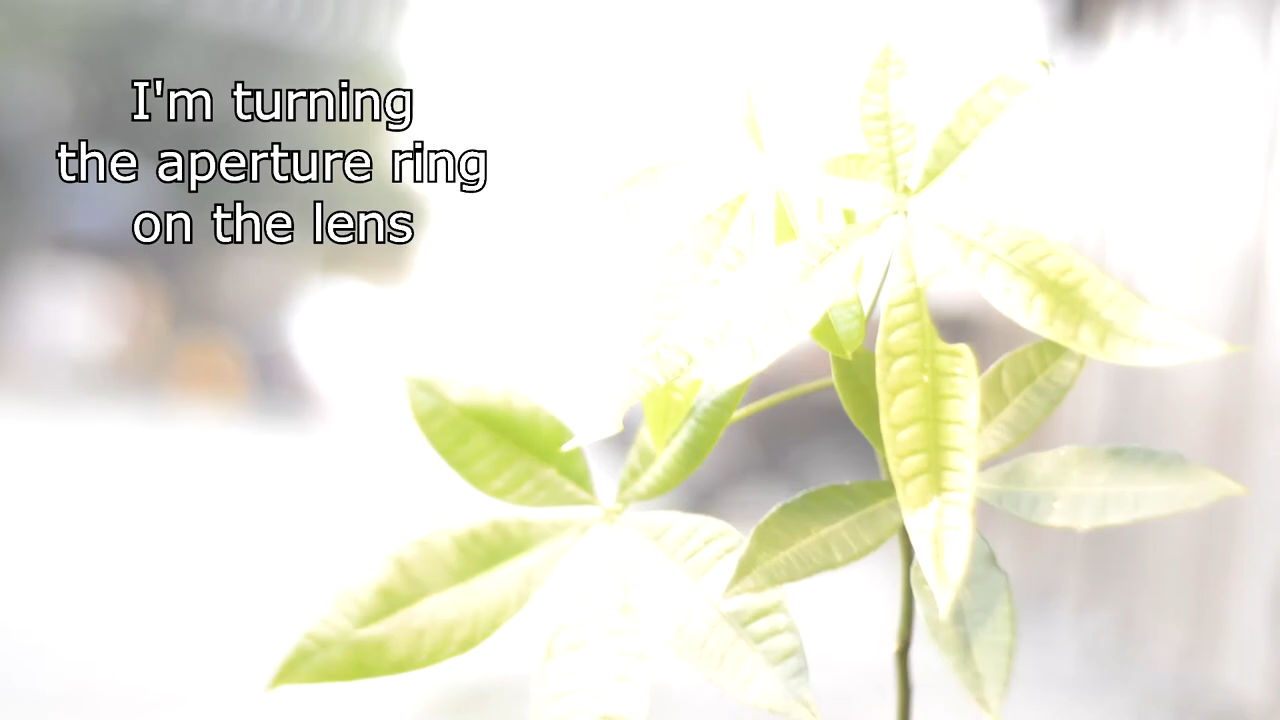 I'm turning
the aperture ring
on the lens